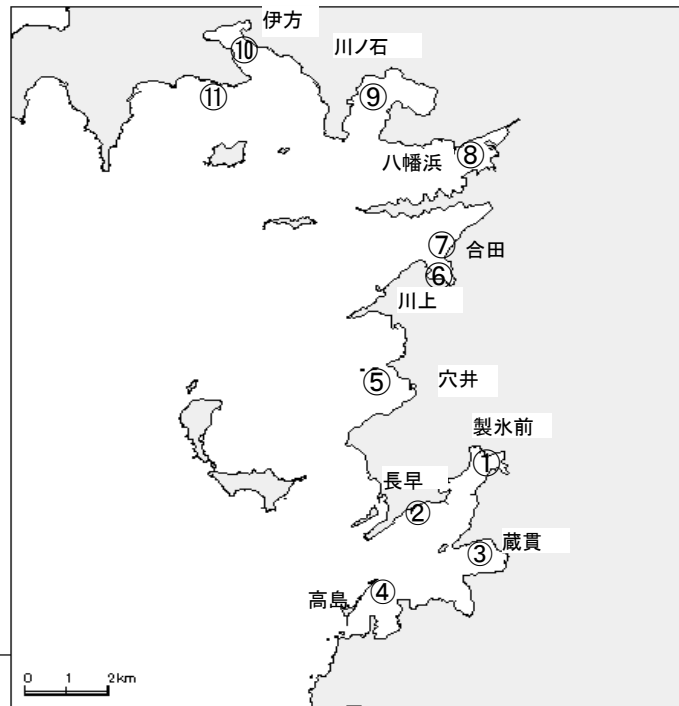 伊方
川ノ石
⑩
⑪
⑨
八幡浜
⑧
⑦
合田
⑥
川上
⑤
穴井
製氷前
①
長早
②
蔵貫
③
高島
④
0 1 2km